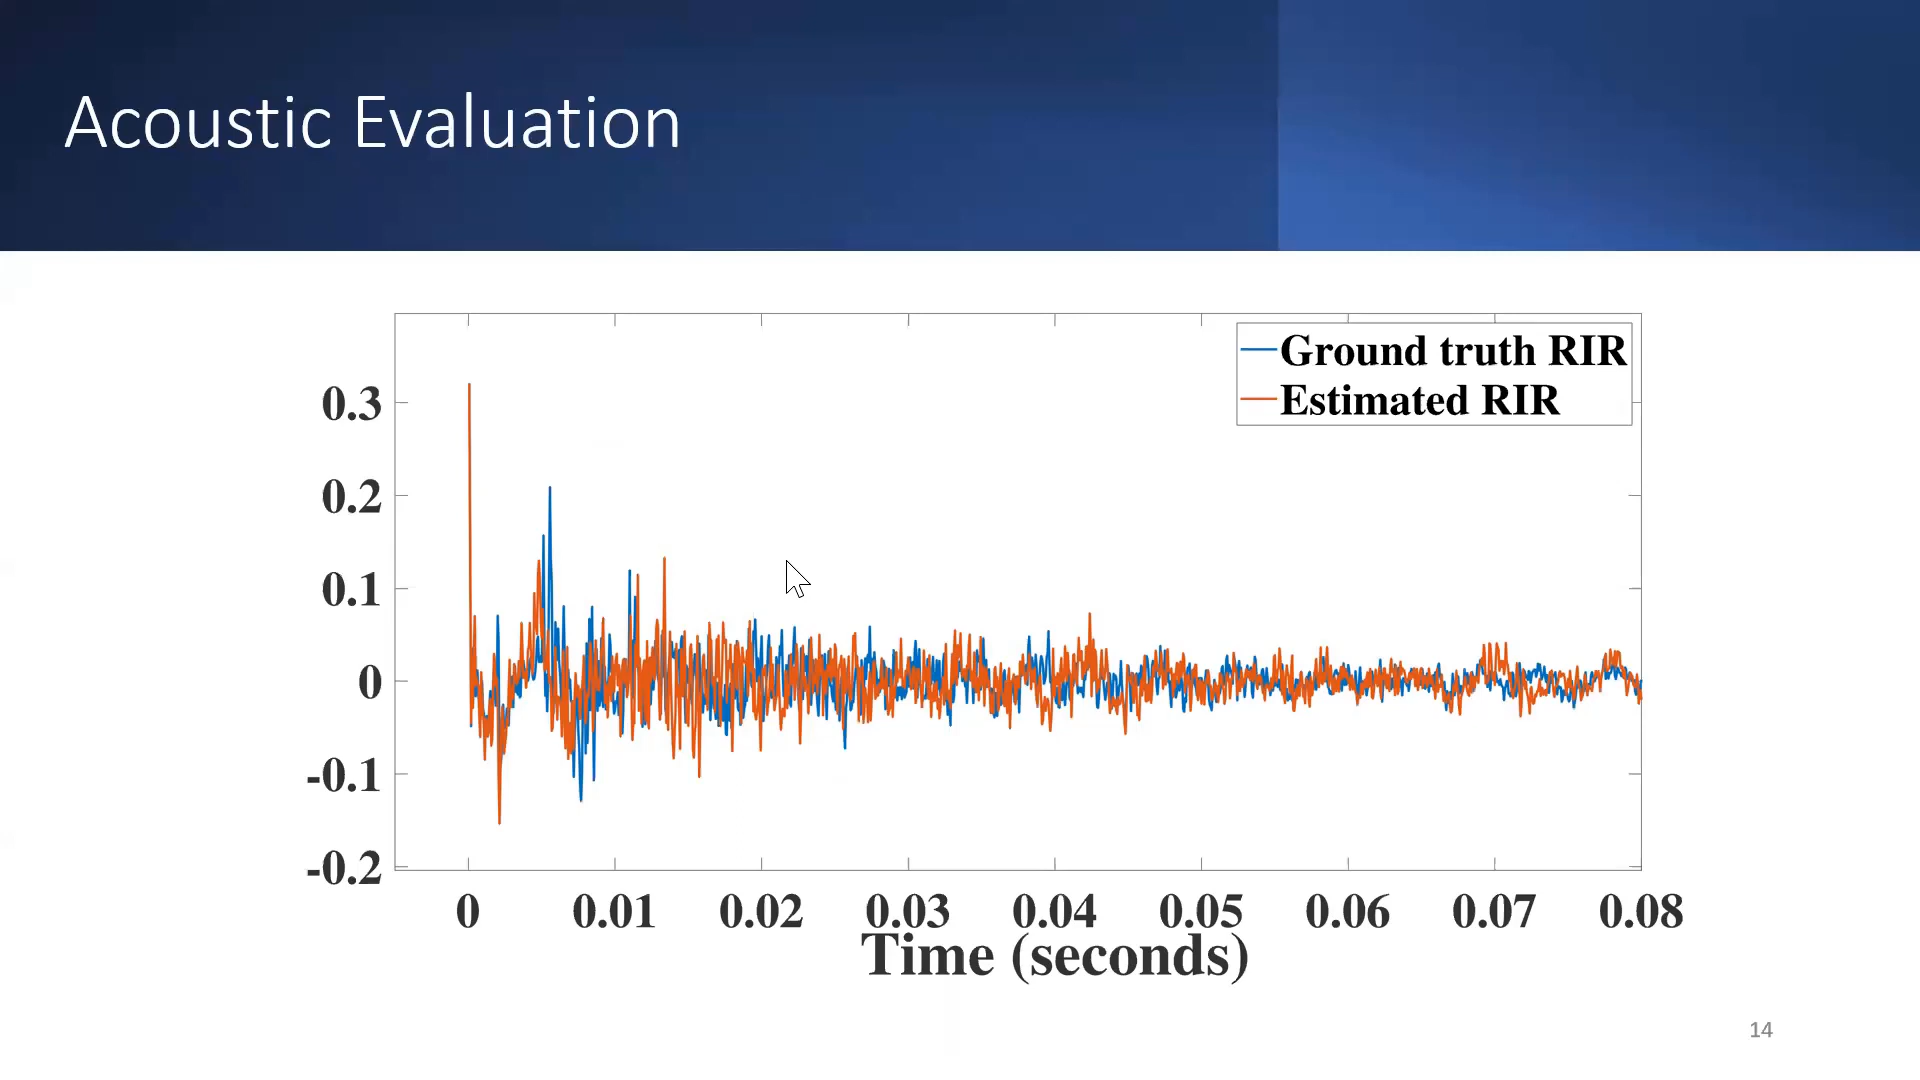 Acoustic Evaluation
Ground truth RIR
Estimated RIR
0.3
0.2
0.1
0
-0.1
-0.2
0 0.01 0.02 0.03 0.04 0.05 0.06 0.07 0.08
Time (seconds)
14